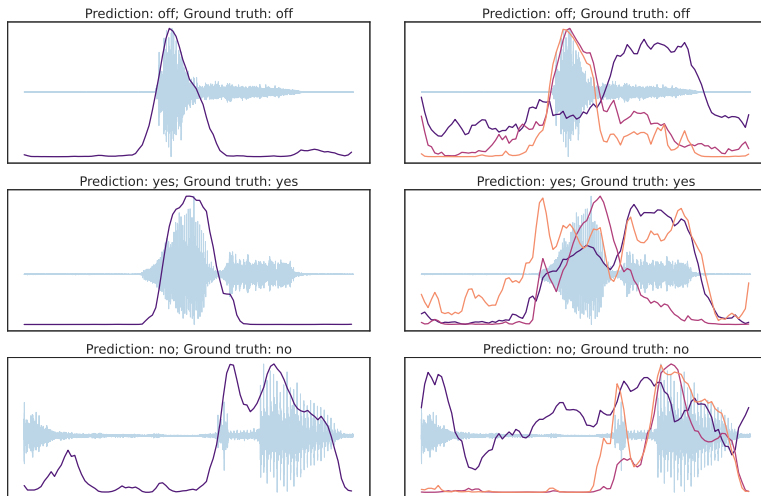 Prediction: off; Ground truth: off
Prediction: off; Ground truth: off
Prediction: yes; Ground truth: yes
Prediction: yes; Ground truth: yes
Prediction: no; Ground truth: no
Prediction: no; Ground truth: no